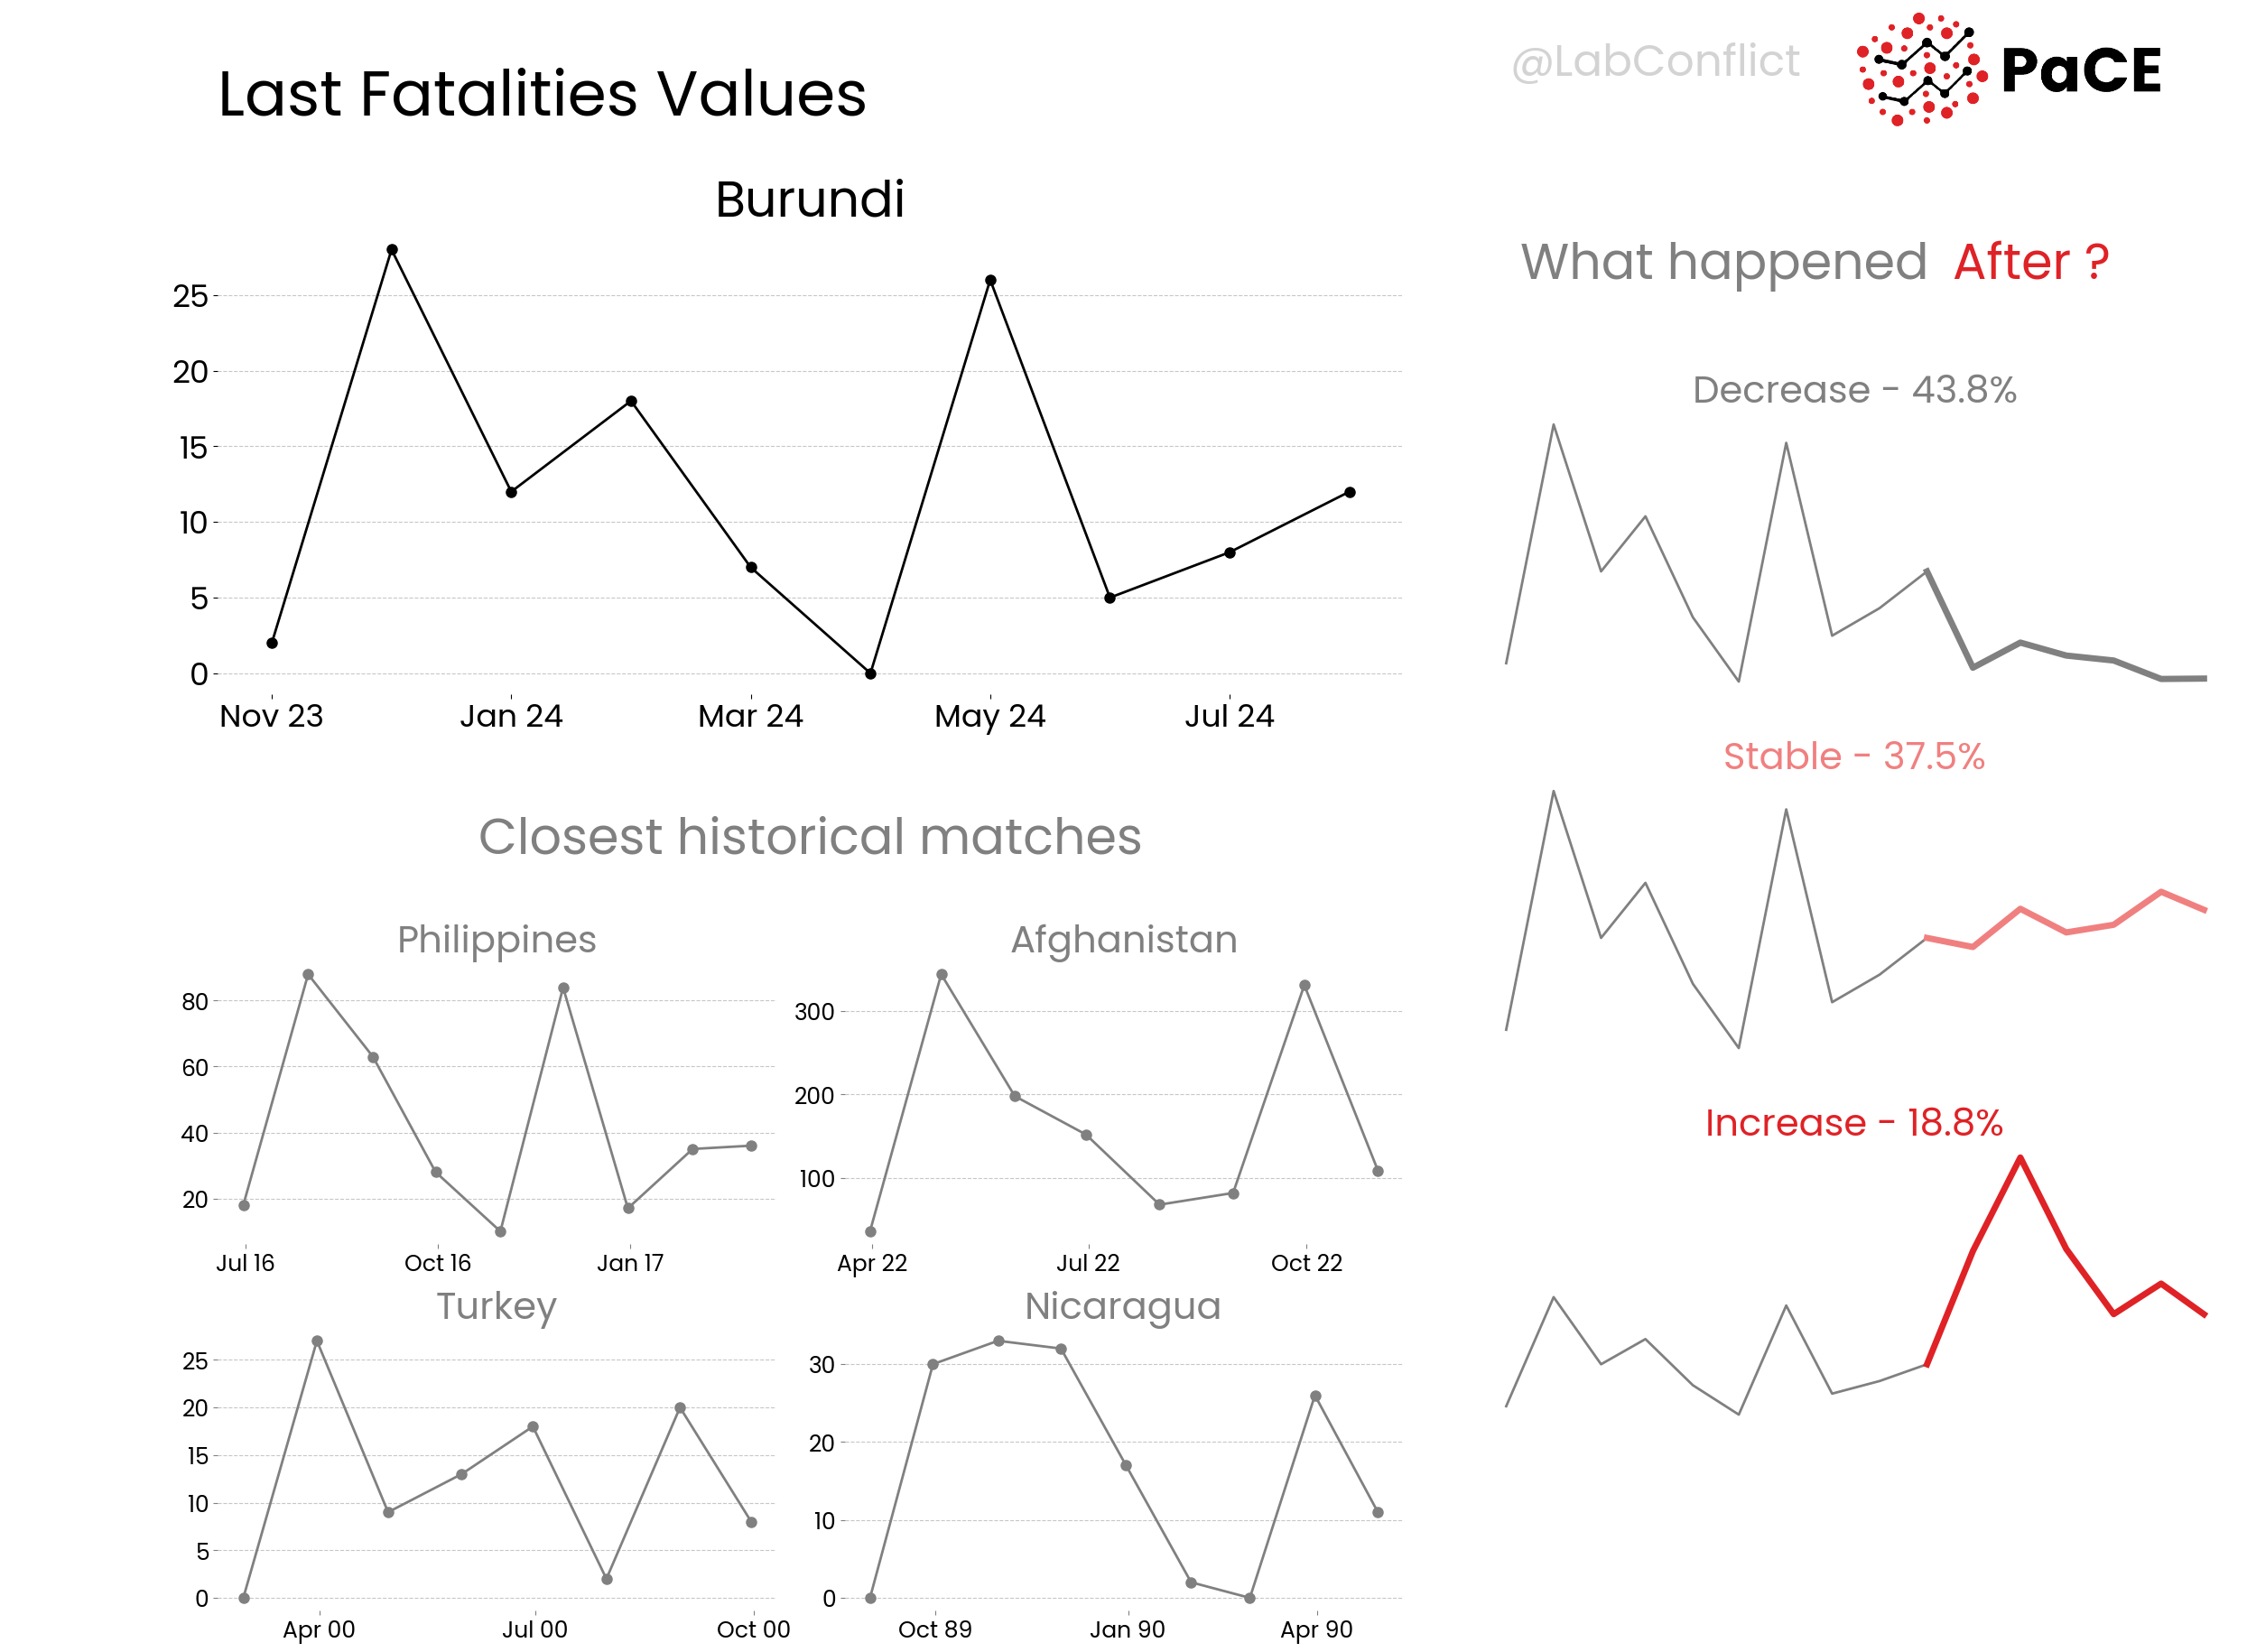 @LabConflict
PaCE
Last Fatalities Values
Burundi
25
20
15
10
5
0
Nov 23 Jan 24 Mar 24 May 24 Jul 24
Closest historical matches
Philippines
80
60
40
20
Jul 16 Oct 16 Jan 17
Afghanistan
300
200
100
Apr 22 Jul 22 Oct 22
Turkey
25
20
15
10
5
0
Apr 00 Jul 00 Oct 00
Nicaragua
30
20
10
0
Oct 89 Jan 90 Apr 90
What happened After ?
Decrease - 43.8%
Stable - 37.5%
Increase - 18.8%